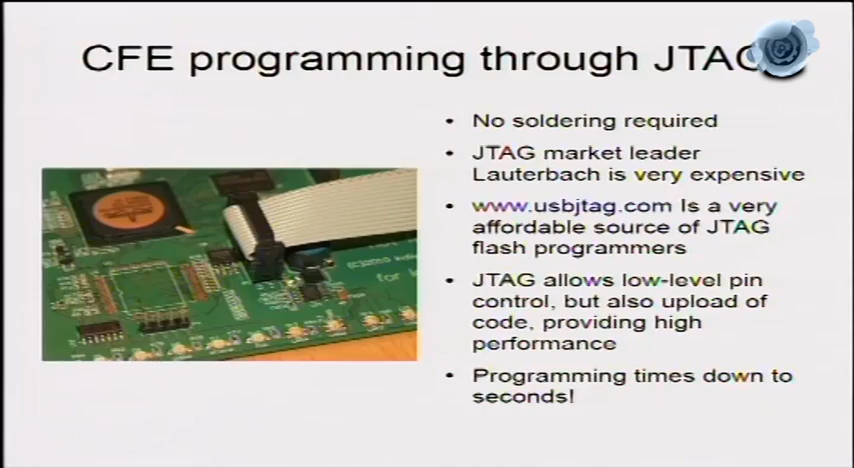 CFE programming through JTAG
• No soldering required
• JTAG market leader
Lauterbach is very expensive
• www.usbjtag.com Is a very
affordable source of JTAG
flash programmers
• JTAG allows low-level pin
control, but also upload of
code, providing high
performance
• Programming times down to
seconds!
for